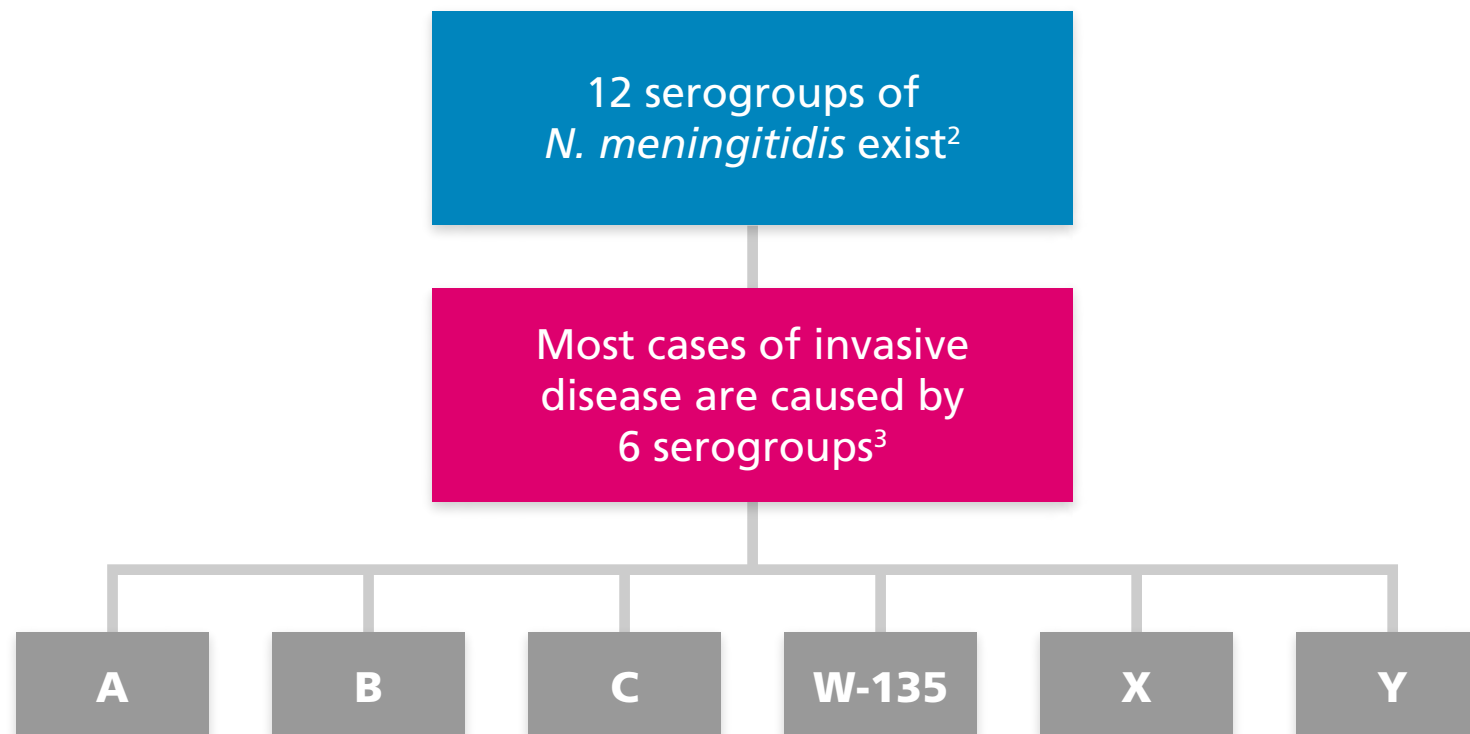 12 serogroups of
N. meningitidis exist²
Most cases of invasive
disease are caused by
6 serogroups³
A
B
C
W-135
X
Y